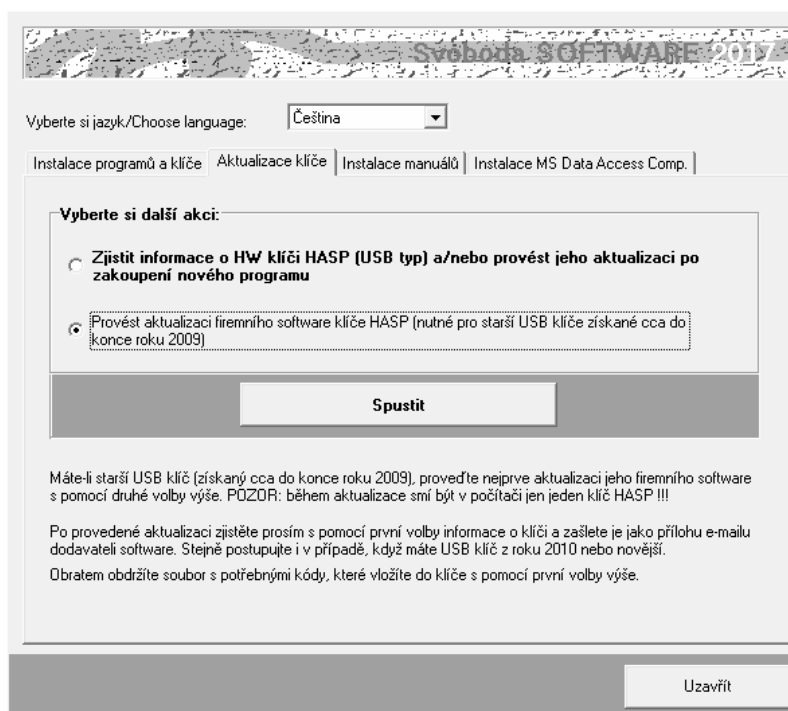 Svoboda SOFTWARE 2017
Vyberte si jazyk/Choose language:
Čeština
Instalace programů a klíče
Aktualizace klíče
Instalace manuálů
Instalace MS Data Access Comp.
Vyberte si další akci:
Zjistit informace o HW klíči HASP (USB typ) a/nebo provést jeho aktualizaci po
zakoupení nového programu
Provést aktualizaci firemního software klíče HASP (nutné pro starší USB klíče získané cca do
konce roku 2009)
Spustit
Máte-li starší USB klíč (získaný cca do konce roku 2009), proveďte nejprve aktualizaci jeho firemního software
s pomocí druhé volby výše. POZOR: během aktualizace smí být v počítači jen jeden klíč HASP !!!
Po provedené aktualizaci zjistěte prosím s pomocí první volby informace o klíči a zašlete je jako přílohu e-mailu
dodavateli software. Stejně postupujte i v případě, když máte USB klíč z roku 2010 nebo novější.
Obratem obdržíte soubor s potřebnými kódy, které vložíte do klíče s pomocí první volby výše.
Uzavřít